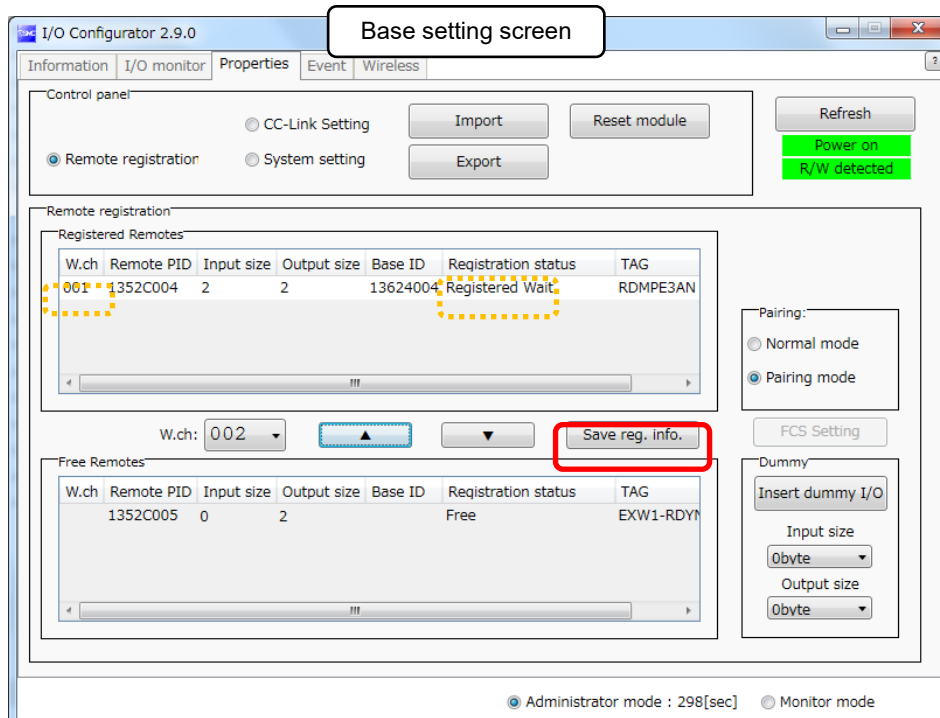 Base setting screen
I/O Configurator 2.9.0
Information I/O monitor Properties Event Wireless ?
Control panel
CC-Link Setting Import Reset module Refresh
Power on
Remote registration System setting Export R/W detected
Remote registration
Registered Remotes
W.ch Remote PID Input size Output size Base ID Registration status TAG
001 1352C004 2 2 13624004 Registered Wait RDMPE3AN
Pairing:
Normal mode
Pairing mode
W.ch: 002 ▲ ▼ Save reg. info. FCS Setting
Free Remotes Dummy
W.ch Remote PID Input size Output size Base ID Registration status TAG Insert dummy I/O
1352C005 0 2 Free EXW1-RDYN
Input size
0byte
Output size
0byte
Administrator mode : 298[sec] Monitor mode